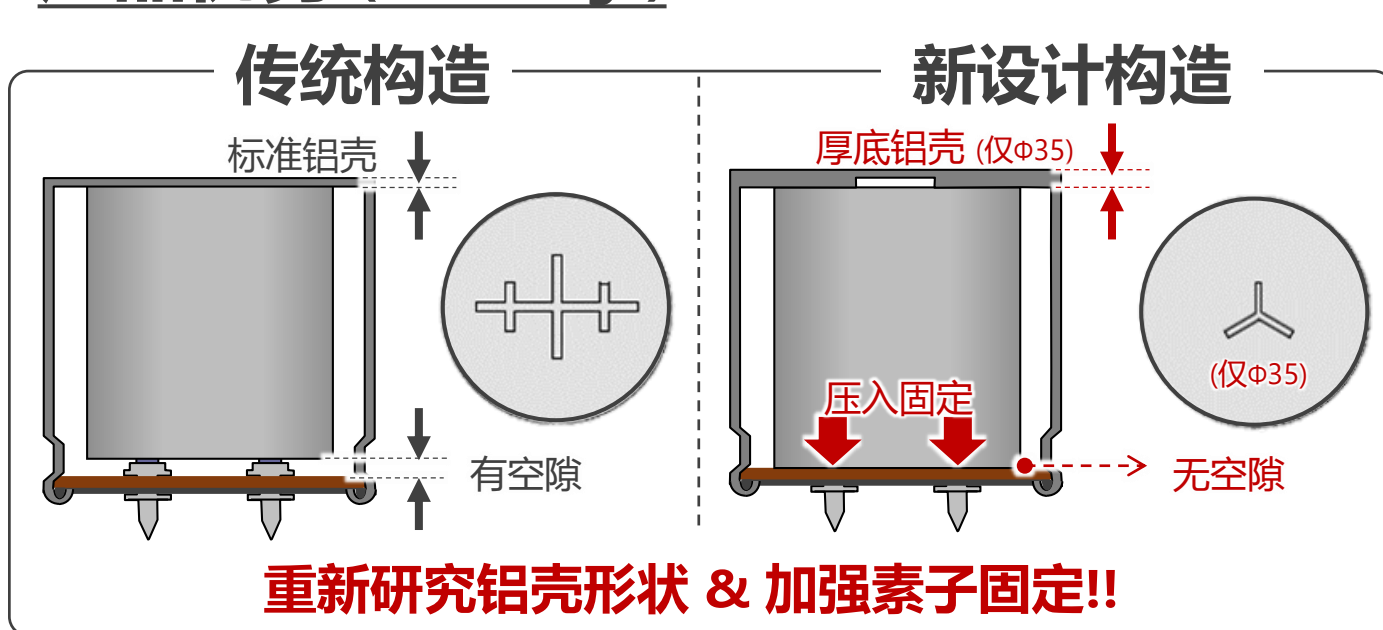 传统构造
新设计构造
标准铝壳
厚底铝壳 (仅Φ35)
(仅Φ35)
压入固定
有空隙
无空隙
重新研究铝壳形状 & 加强素子固定!!